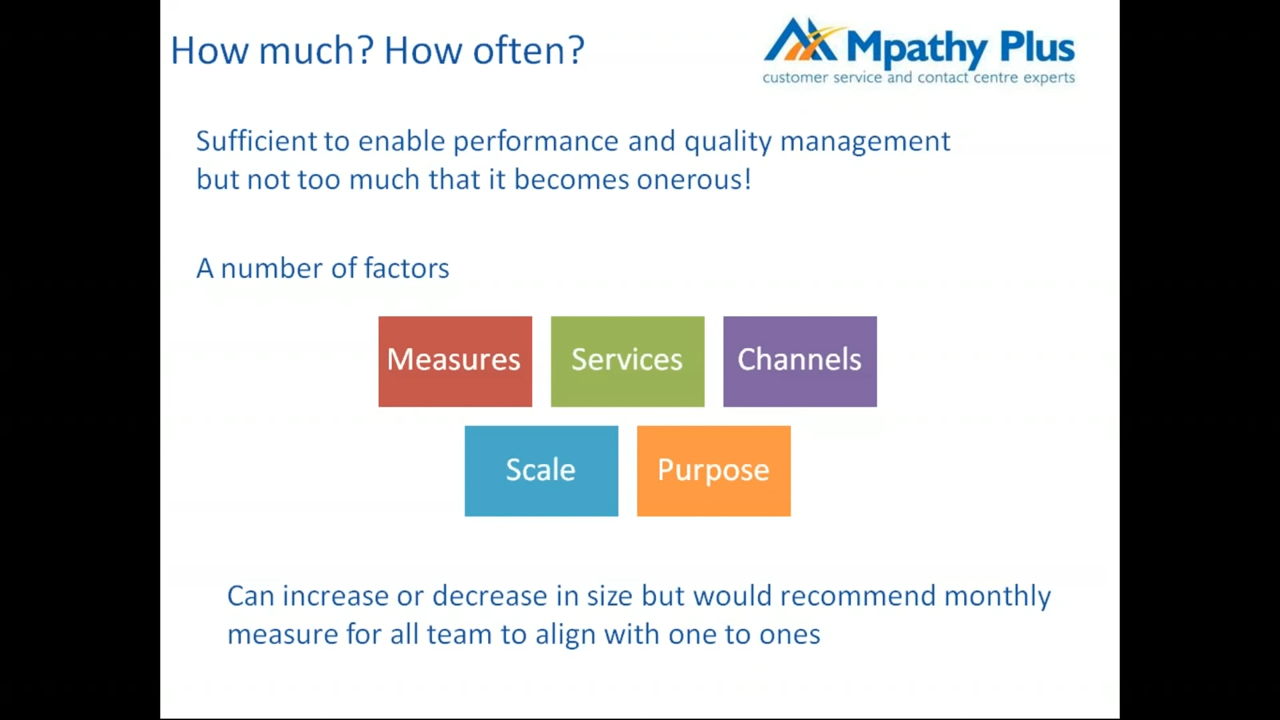 How much? How often?
Mpathy Plus
customer service and contact centre experts
Sufficient to enable performance and quality management
but not too much that it becomes onerous!
A number of factors
Measures
Services
Channels
Scale
Purpose
Can increase or decrease in size but would recommend monthly
measure for all team to align with one to ones